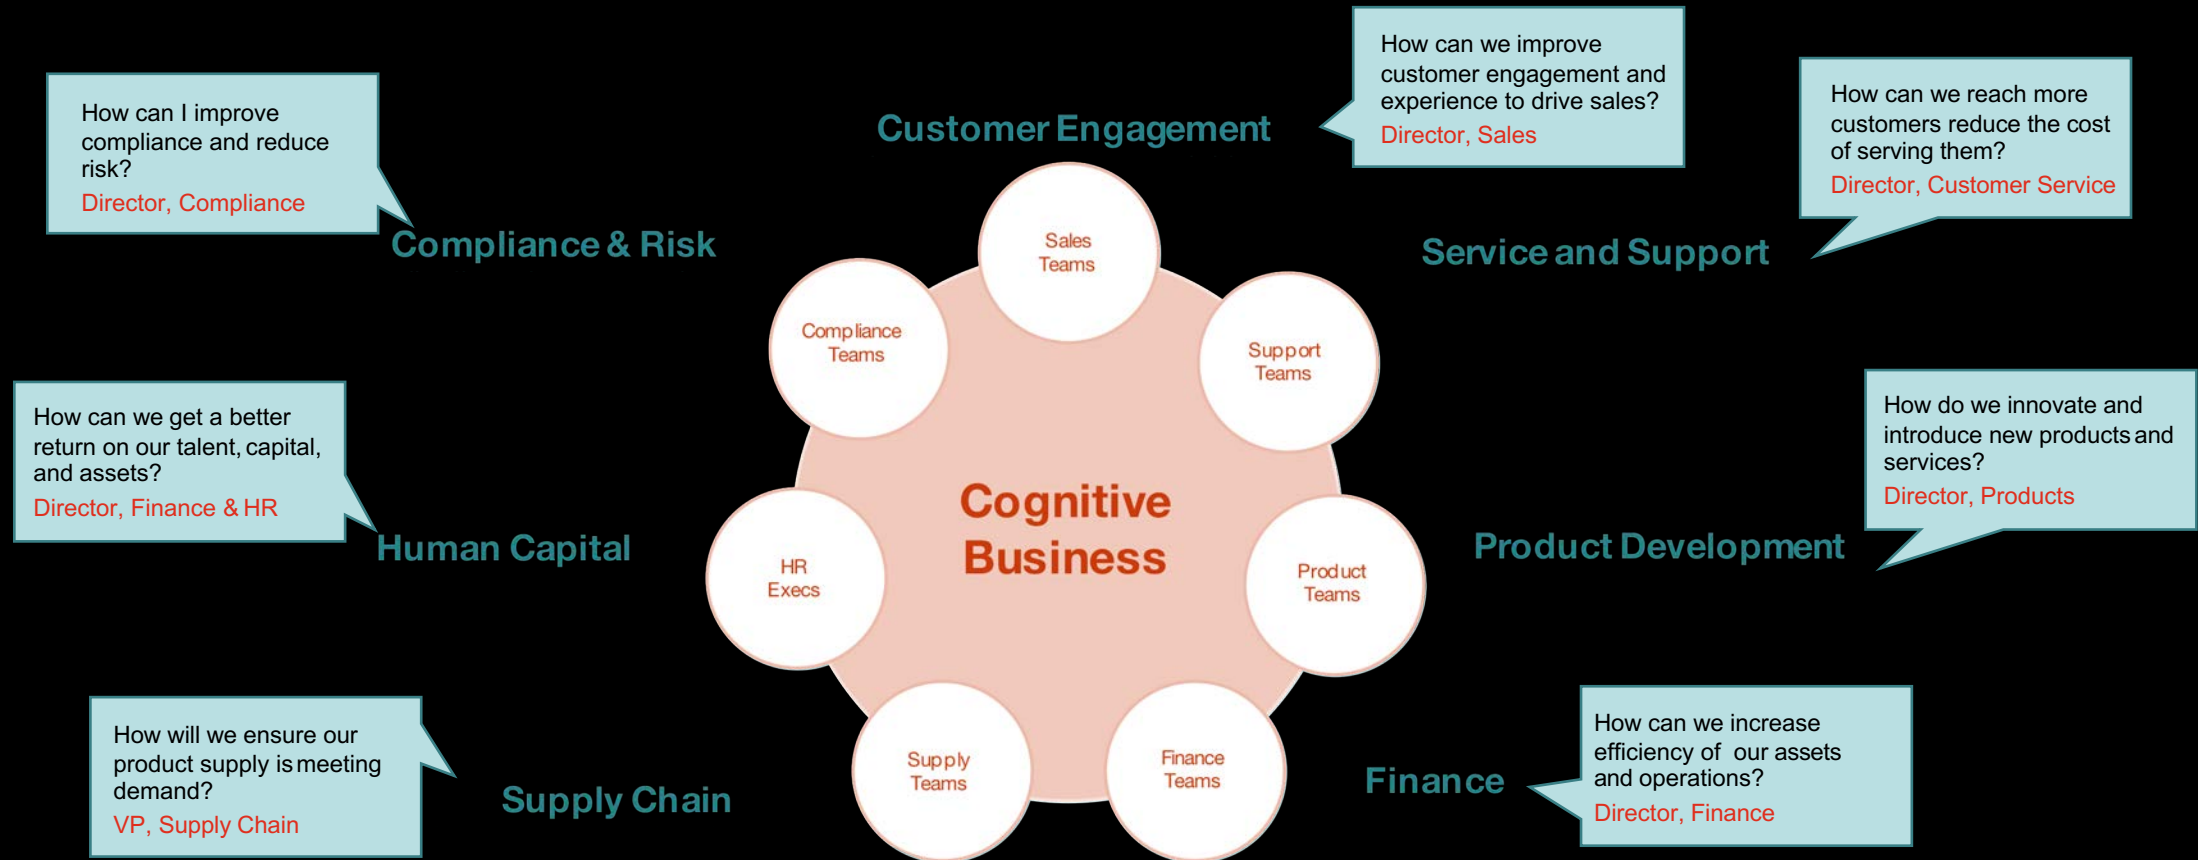 How can we improve
customer engagement and
experience to drive sales?
Director, Sales
How can I improve
compliance and reduce
risk?
Director, Compliance
Customer Engagement
How can we reach more
customers reduce the cost
of serving them?
Director, Customer Service
Compliance & Risk
Service and Support
Sales
Teams
Compliance
Teams
Support
Teams
How can we get a better
return on our talent, capital,
and assets?
Director, Finance & HR
How do we innovate and
introduce new products and
services?
Director, Products
Human Capital
Cognitive
Business
Product Development
HR
Execs
Product
Teams
How will we ensure our
product supply is meeting
demand?
VP, Supply Chain
Supply Chain
Supply
Teams
Finance
Teams
Finance
How can we increase
efficiency of our assets
and operations?
Director, Finance